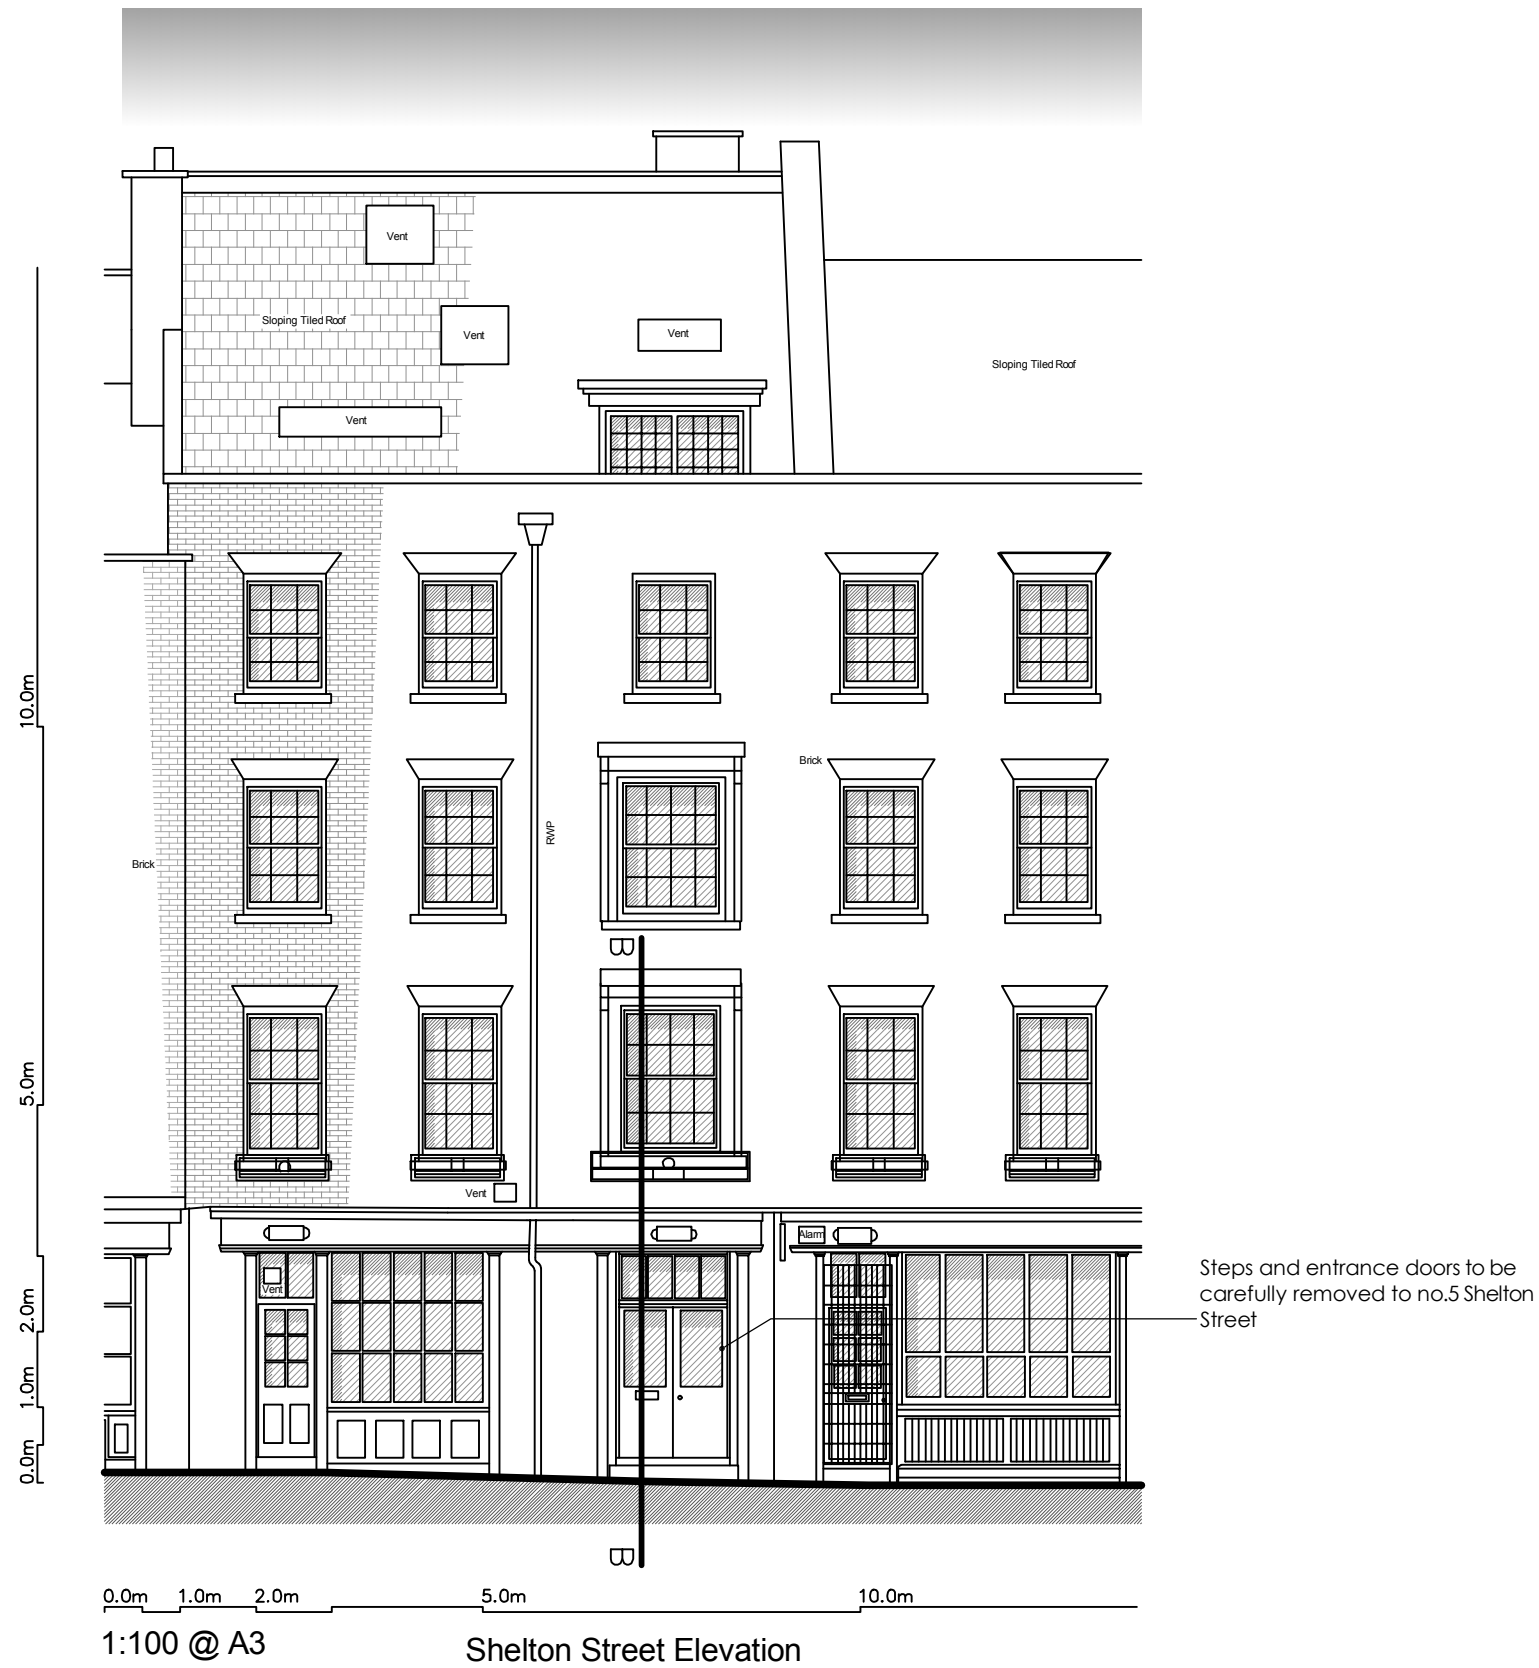 Vent
Sloping Tiled Roof
Vent
Vent
Sloping Tiled Roof
Vent
10.0m
Brick
RWP
Brick
B
5.0m
Vent
Alarm
Vent
Steps and entrance doors to be
carefully removed to no.5 Shelton
Street
2.0m
1.0m
0.0m
B
0.0m 1.0m 2.0m 5.0m 10.0m
1:100 @ A3
Shelton Street Elevation